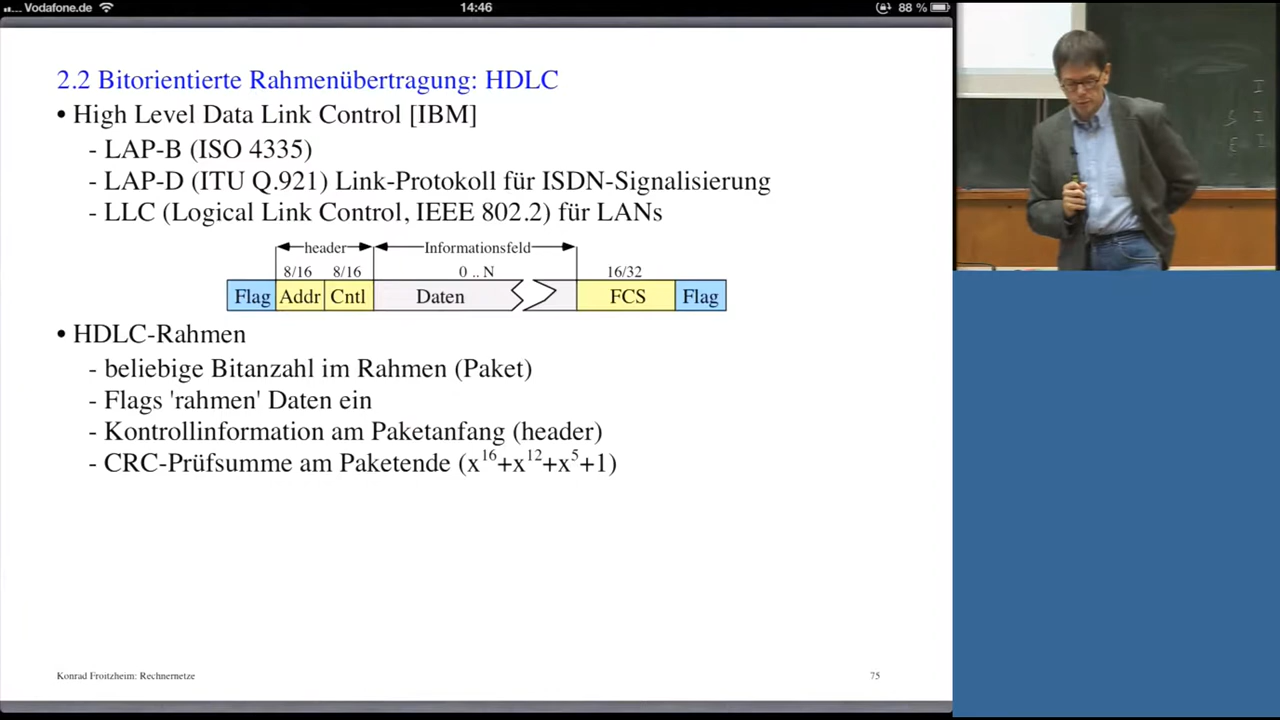 Vodafone.de
14:46
88 %
2.2 Bitorientierte Rahmenübertragung: HDLC
• High Level Data Link Control [IBM]
- LAP-B (ISO 4335)
- LAP-D (ITU Q.921) Link-Protokoll für ISDN-Signalisierung
- LLC (Logical Link Control, IEEE 802.2) für LANs
header Informationsfeld
8/16 8/16 0 .. N 16/32
Flag Addr Cntl Daten FCS Flag
• HDLC-Rahmen
- beliebige Bitanzahl im Rahmen (Paket)
- Flags 'rahmen' Daten ein
- Kontrollinformation am Paketanfang (header)
- CRC-Prüfsumme am Paketende (x¹⁶+x¹²+x⁵+1)
Konrad Froitzheim: Rechnernetze
75